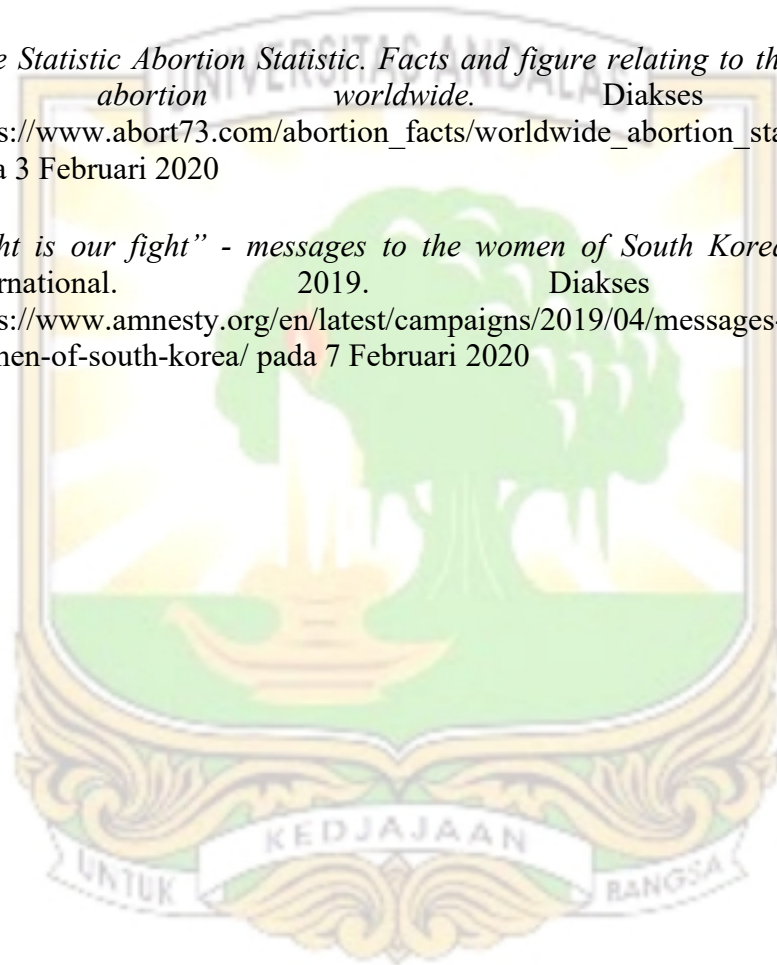 e Statistic Abortion Statistic. Facts and figure relating to th
abortion worldwide. Diakses
s://www.abort73.com/abortion_facts/worldwide_abortion_sta
a 3 Februari 2020
ht is our fight” - messages to the women of South Korea
rnational. 2019. Diakses
s://www.amnesty.org/en/latest/campaigns/2019/04/messages-
men-of-south-korea/ pada 7 Februari 2020
UNIVERSITAS ANDALAS
KEDJAJAAN
UNTUK BANGSA